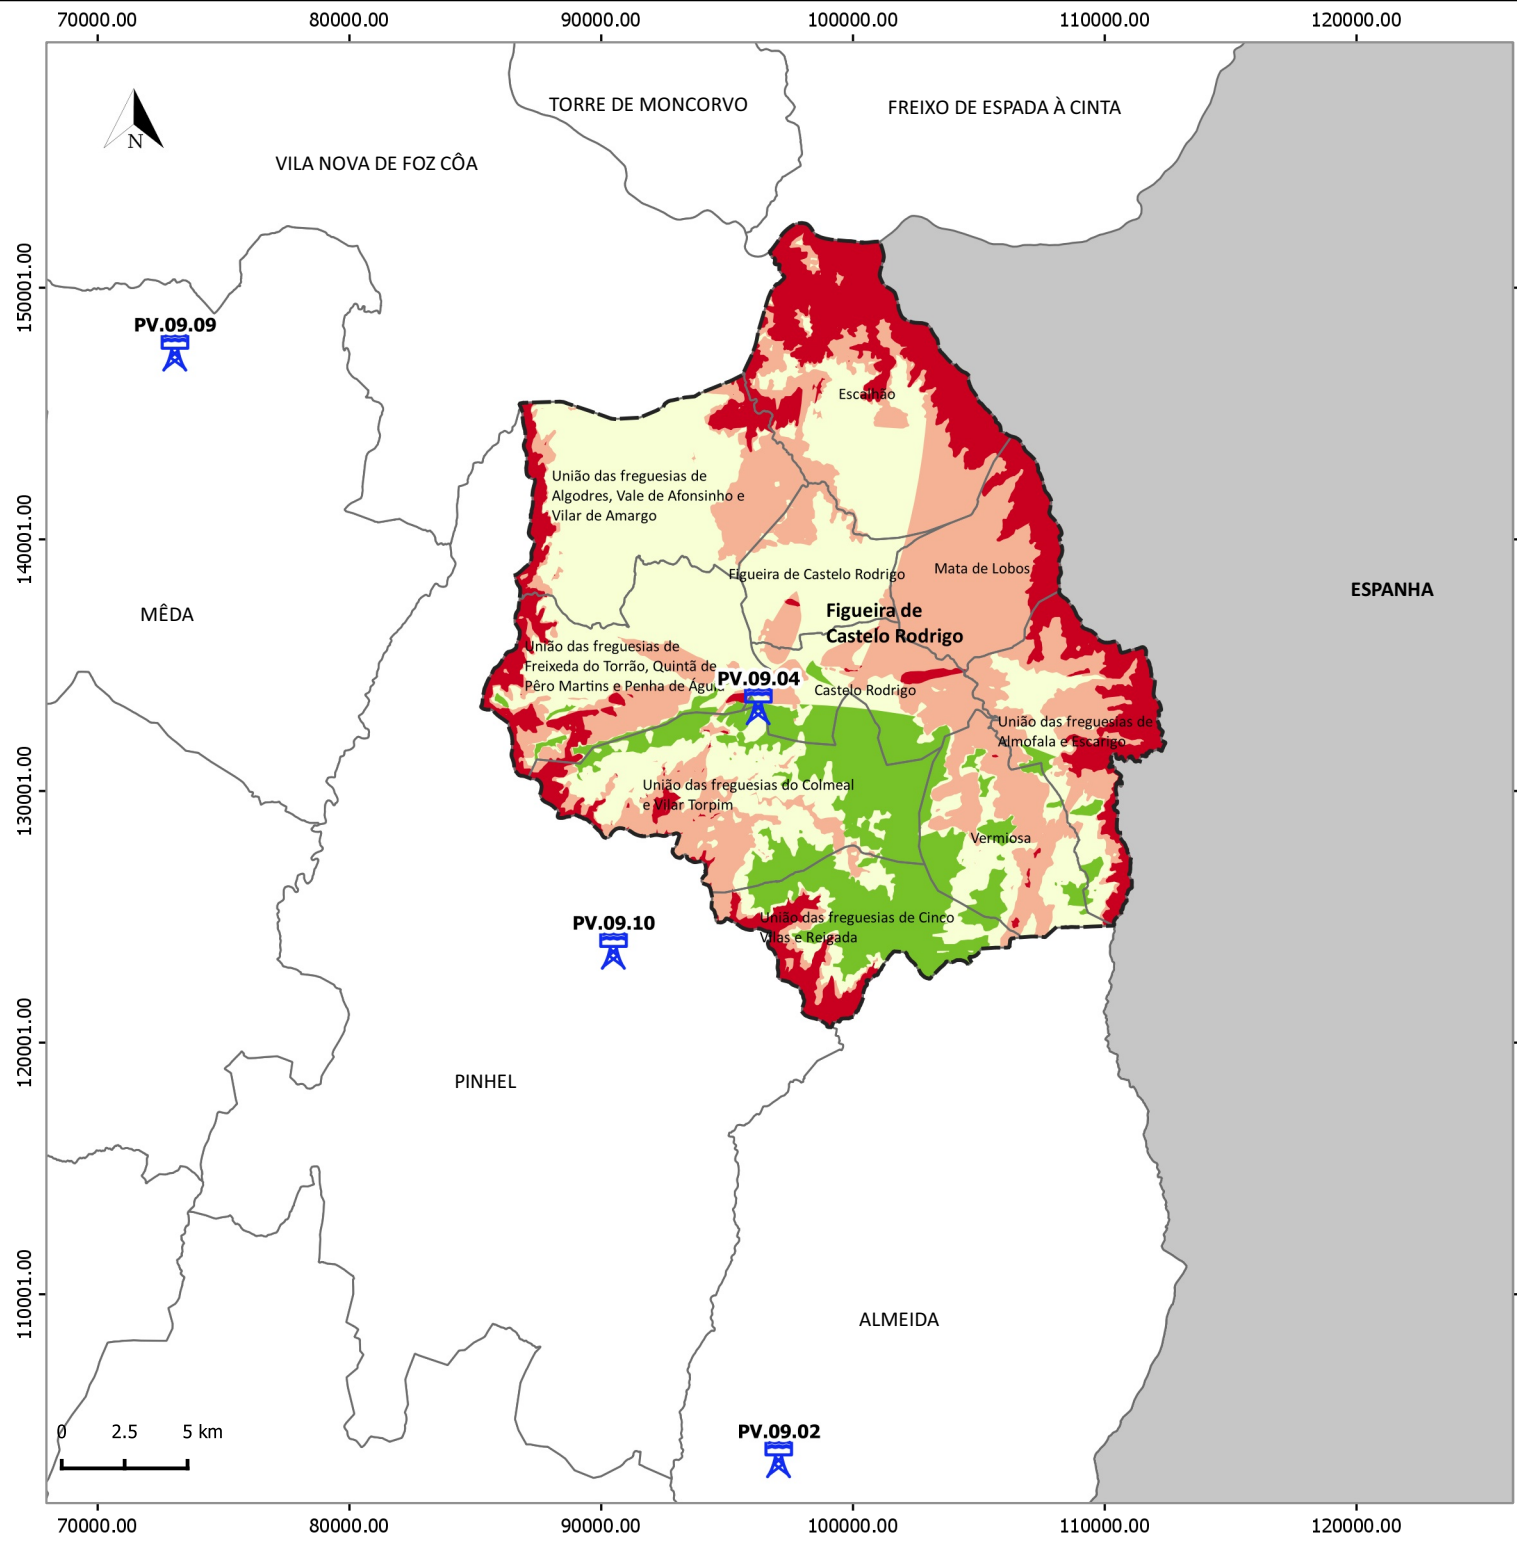 70000.00 80000.00 90000.00 100000.00 110000.00 120000.00
TORRE DE MONCORVO
FREIXO DE ESPADA À CINTA
N
VILA NOVA DE FOZ CÔA
150001.00
PV.09.09
Escalhão
União das freguesias de
Algodres, Vale de Afonsinho e
Vilar de Amargo
140001.00
Figueira de Castelo Rodrigo
Mata de Lobos
ESPANHA
MÊDA
Figueira de
Castelo Rodrigo
União das freguesias de
Freixeda do Torrão, Quintã de
Pêro Martins e Penha de Águia
PV.09.04
Castelo Rodrigo
União das freguesias de
Almofala e Escarigo
130001.00
União das freguesias do Colmeal
e Vilar Torpim
Vermiosa
PV.09.10
União das freguesias de Cinco
Vilas e Reigada
120001.00
PINHEL
110001.00
ALMEIDA
0 2.5 5 km
PV.09.02
70000.00 80000.00 90000.00 100000.00 110000.00 120000.00